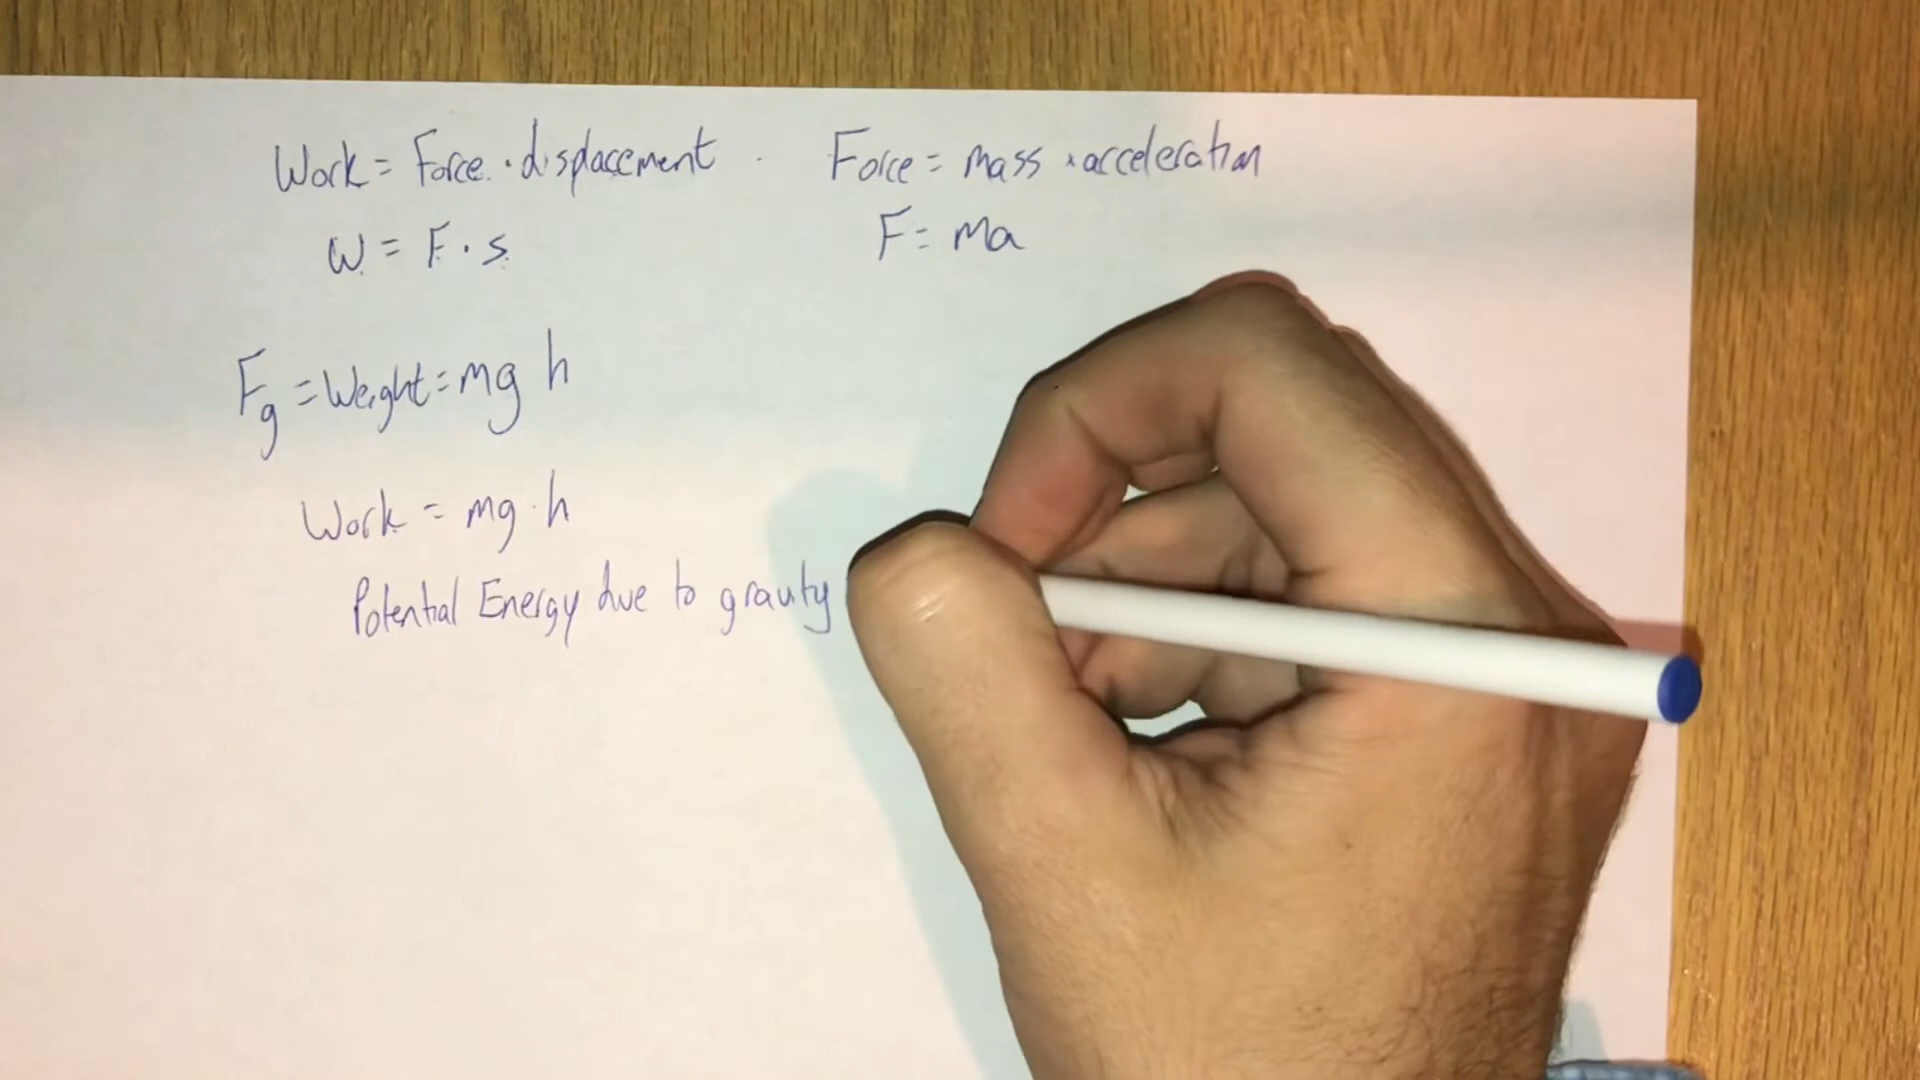 Work = Force · displacement
Force = mass × acceleration
W = F · s
F = ma
Fg = Weight = mg h
Work = mg · h
Potential Energy due to gravity